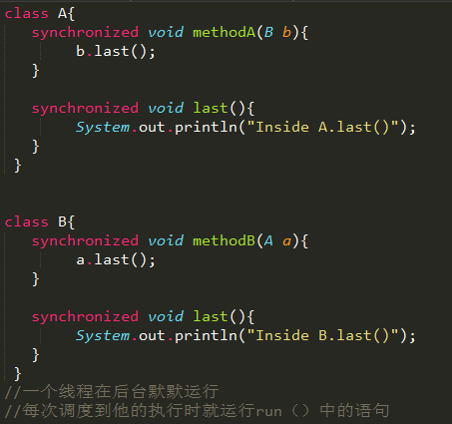 class A{
synchronized void methodA(B b){
b.last();
}
synchronized void last(){
System.out.println("Inside A.last()");
}
}
class B{
synchronized void methodB(A a){
a.last();
}
synchronized void last(){
System.out.println("Inside B.last()");
}
}
//一个线程在后台默默运行
//每次调度到他的执行时就运行run（）中的语句